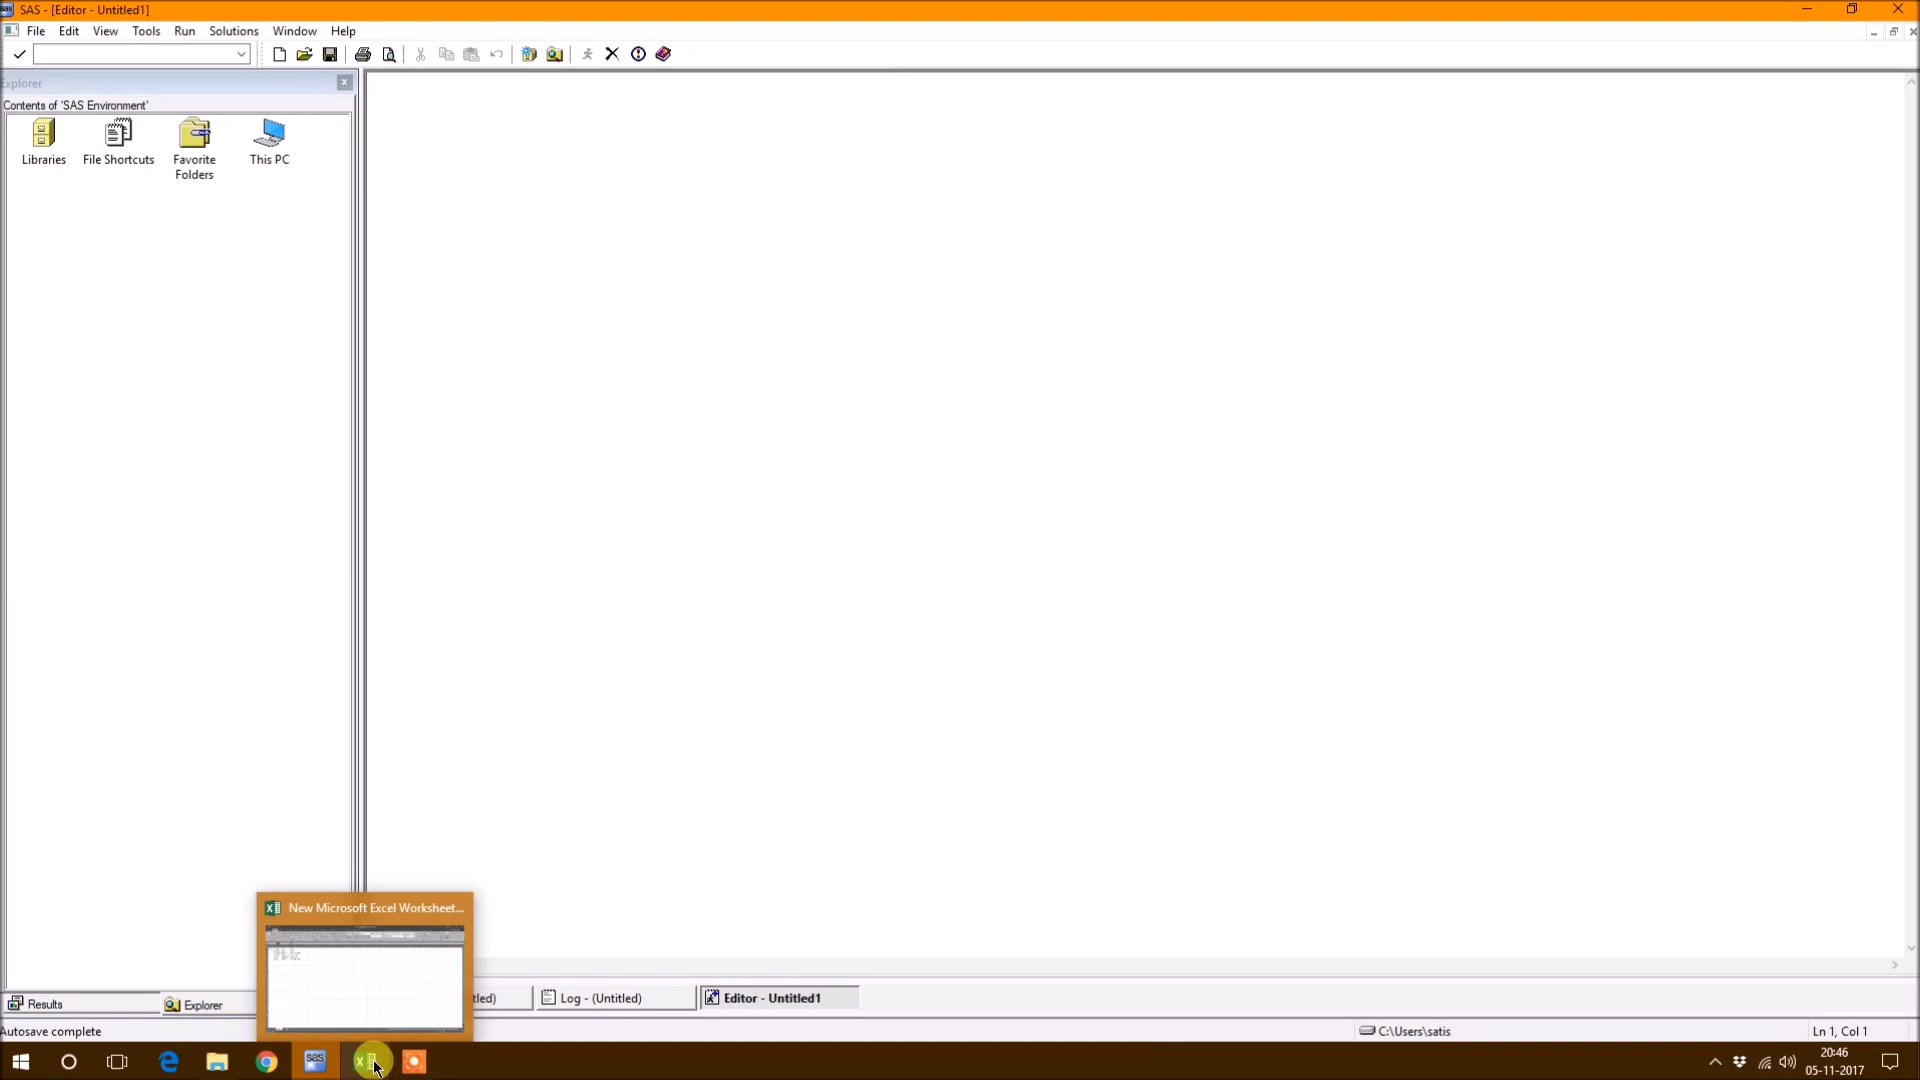 SAS - [Editor - Untitled1]
File Edit View Tools Run Solutions Window Help
Explorer
Contents of 'SAS Environment'
Libraries
File Shortcuts
Favorite
Folders
This PC
New Microsoft Excel Worksheet...
Results
Explorer
tled)
Log - (Untitled)
Editor - Untitled1
Autosave complete
C:\Users\satis
Ln 1, Col 1
sas
20:46
05-11-2017